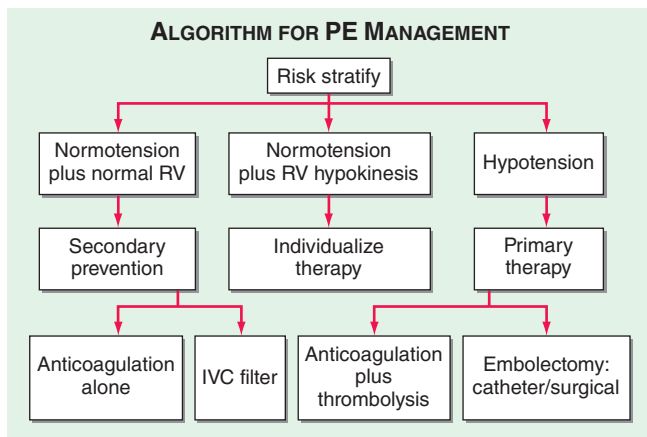 ALGORITHM FOR PE MANAGEMENT
Risk stratify
Normotension
plus normal RV
Normotension
plus RV hypokinesis
Hypotension
Secondary
prevention
Individualize
therapy
Primary
therapy
Anticoagulation
alone
IVC filter
Anticoagulation
plus
thrombolysis
Embolectomy:
catheter/surgical